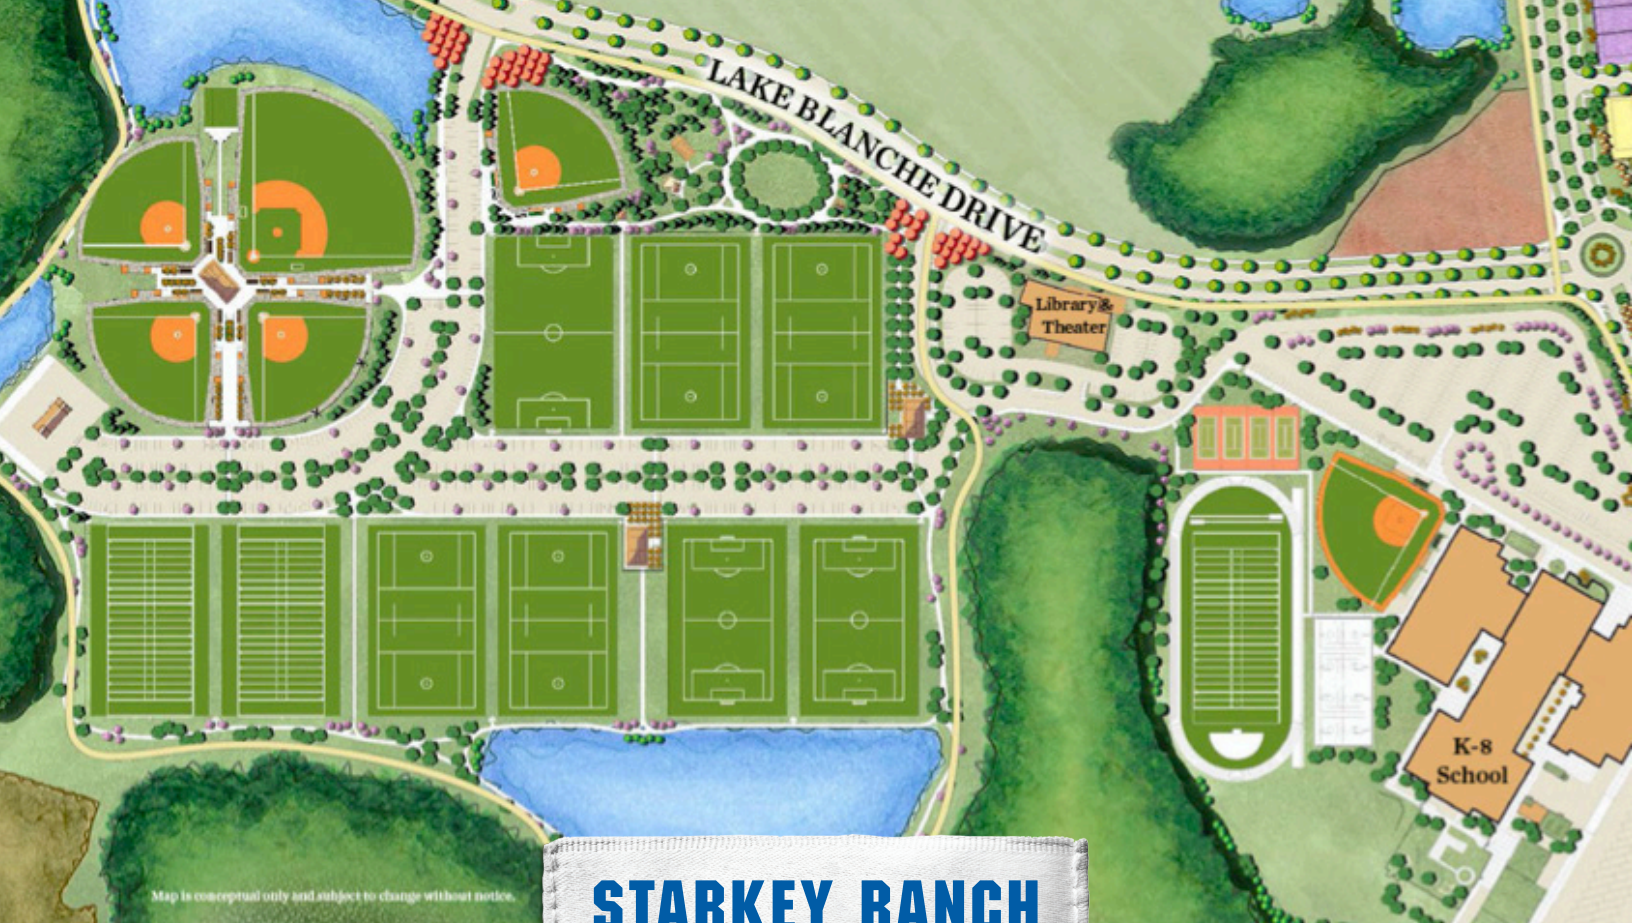 LAKE BLANCHE DRIVE
Library &
Theater
K-8
School
Map is conceptual only and subject to change without notice.
STARKEY RANCH